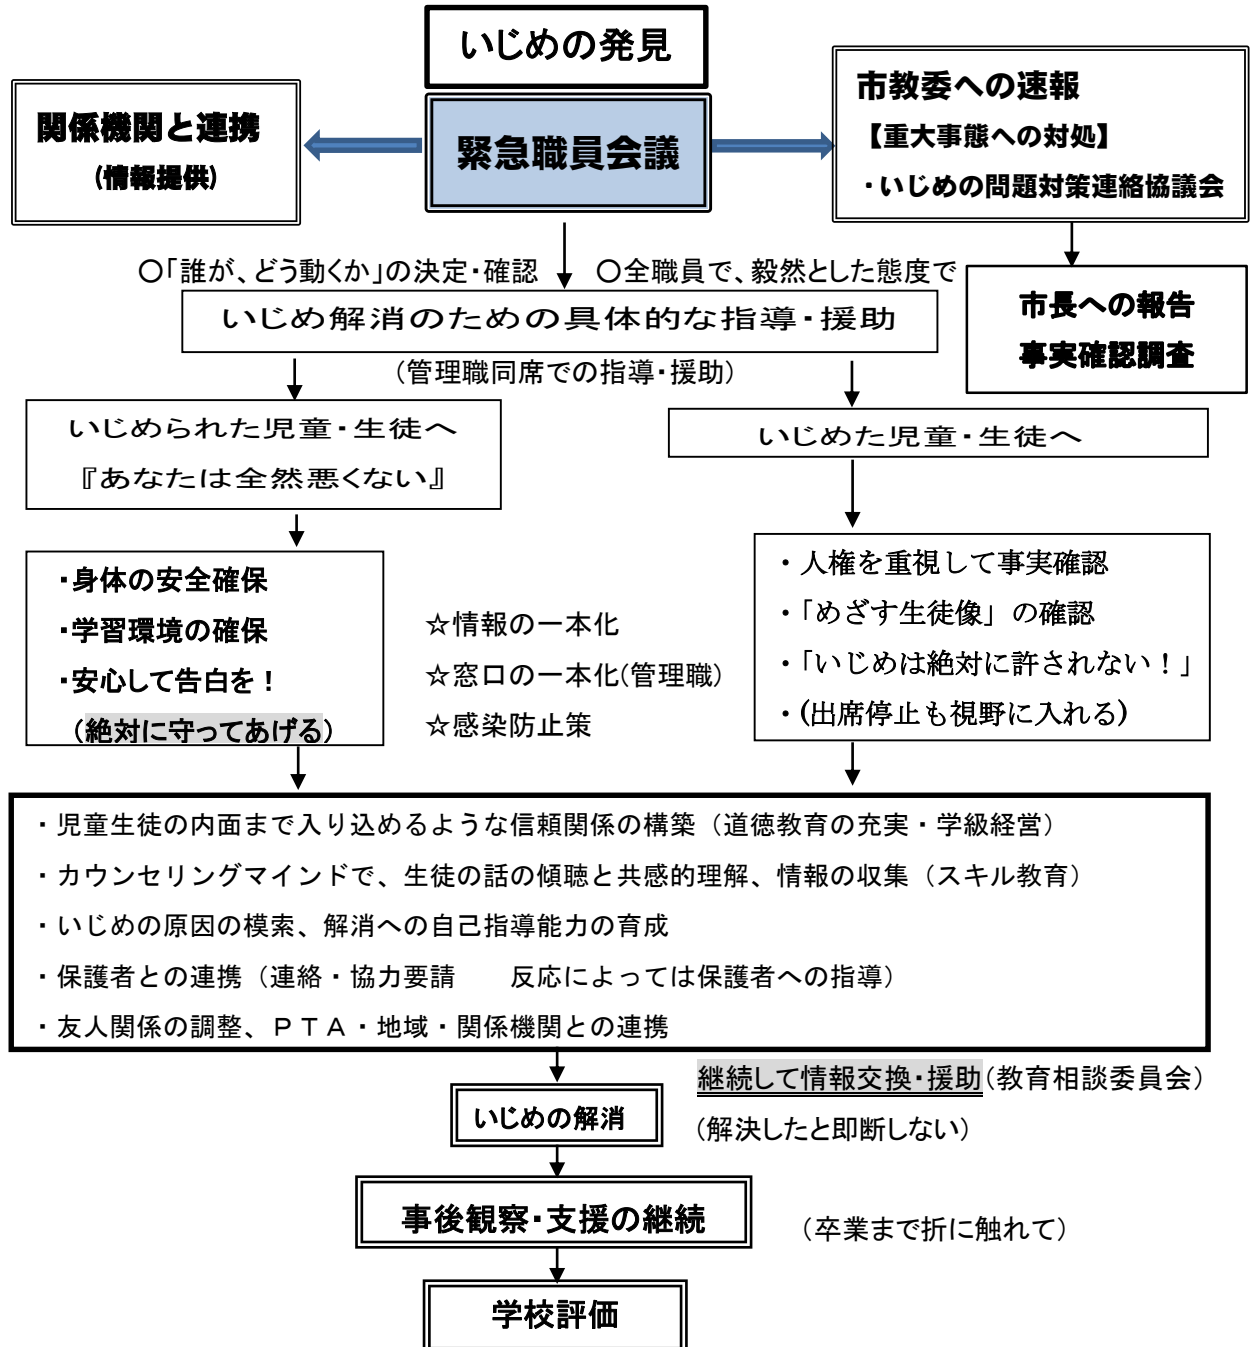 いじめの発見
関係機関と連携
(情報提供)
緊急職員会議
市教委への速報
【重大事態への対処】
・いじめの問題対策連絡協議会
〇「誰が、どう動くか」の決定・確認
〇全職員で、毅然とした態度で
市長への報告
事実確認調査
いじめ解消のための具体的な指導・援助
(管理職同席での指導・援助)
いじめられた児童・生徒へ
『あなたは全然悪くない』
いじめた児童・生徒へ
・身体の安全確保
・学習環境の確保
・安心して告白を！
(絶対に守ってあげる)
☆情報の一本化
☆窓口の一本化(管理職)
☆感染防止策
・人権を重視して事実確認
・「めざす生徒像」の確認
・「いじめは絶対に許されない！」
・(出席停止も視野に入れる)
・児童生徒の内面まで入り込めるような信頼関係の構築（道徳教育の充実・学級経営）
・カウンセリングマインドで、生徒の話の傾聴と共感的理解、情報の収集（スキル教育）
・いじめの原因の模索、解消への自己指導能力の育成
・保護者との連携（連絡・協力要請　　反応によっては保護者への指導）
・友人関係の調整、ＰＴＡ・地域・関係機関との連携
継続して情報交換・援助(教育相談委員会)
いじめの解消
(解決したと即断しない)
事後観察・支援の継続
(卒業まで折に触れて)
学校評価